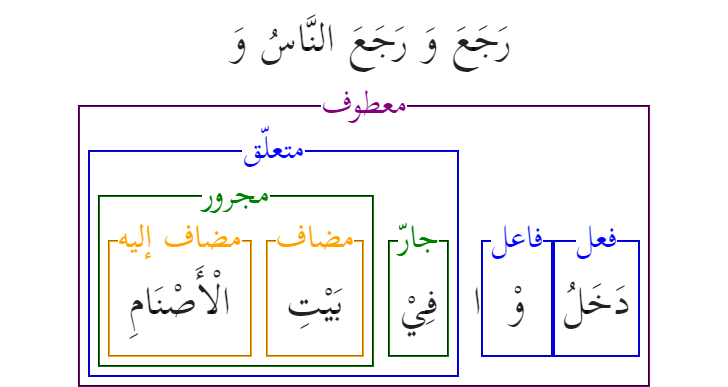 رَجَعَ وَ رَجَعَ النَّاسُ وَ
معطوف
متعلّق
مجرور
فعل فاعل جارّ مضاف مضاف إليه
دَخَلُ وْ ا فِيْ بَيْتِ الْأَصْنَامِ